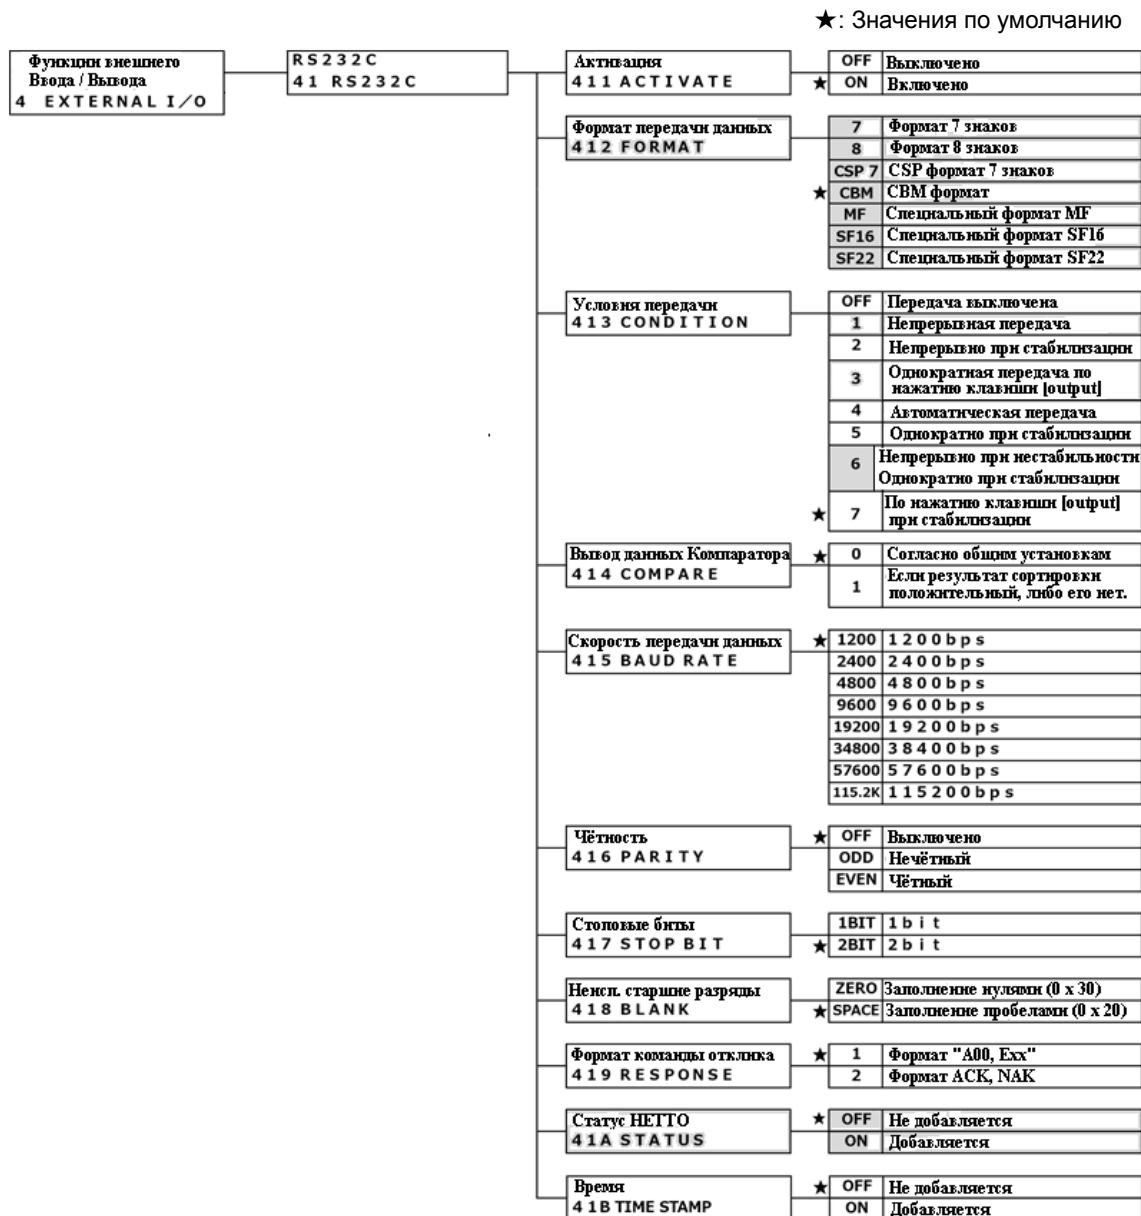 ★: Значения по умолчанию
Функции внешнего
Ввода / Вывода
4 EXTERNAL I/O
RS232C
41 RS232C
Активация
411 ACTIVATE
OFF Выключено
★ ON Включено
Формат передачи данных
412 FORMAT
7 Формат 7 знаков
8 Формат 8 знаков
CSP 7 CSP формат 7 знаков
★ CBM CBM формат
MF Специальный формат MF
SF16 Специальный формат SF16
SF22 Специальный формат SF22
Условия передачи
413 CONDITION
OFF Передача выключена
1 Непрерывная передача
2 Непрерывно при стабилизации
3 Однократная передача по
нажатию клавиши [output]
4 Автоматическая передача
5 Однократно при стабилизации
6 Непрерывно при нестабильности
Однократно при стабилизации
★ 7 По нажатию клавиши [output]
при стабилизации
Вывод данных Компаратора
414 COMPARE
★ 0 Согласно общим установкам
1 Если результат сортировки
положительный, либо его нет.
Скорость передачи данных
415 BAUD RATE
★ 1200 1200bps
2400 2400bps
4800 4800bps
9600 9600bps
19200 19200bps
34800 38400bps
57600 57600bps
115.2K 115200bps
Чётность
416 PARITY
★ OFF Выключено
ODD Нечётный
EVEN Чётный
Стоповые биты
417 STOP BIT
1BIT 1bit
★ 2BIT 2bit
Неисп. старшие разряды
418 BLANK
ZERO Заполнение нулями (0 x 30)
★ SPACE Заполнение пробелами (0 x 20)
Формат команды отклика
419 RESPONSE
★ 1 Формат "A00, Exx"
2 Формат ACK, NAK
Статус НЕТТО
41A STATUS
★ OFF Не добавляется
ON Добавляется
Время
41B TIME STAMP
★ OFF Не добавляется
ON Добавляется